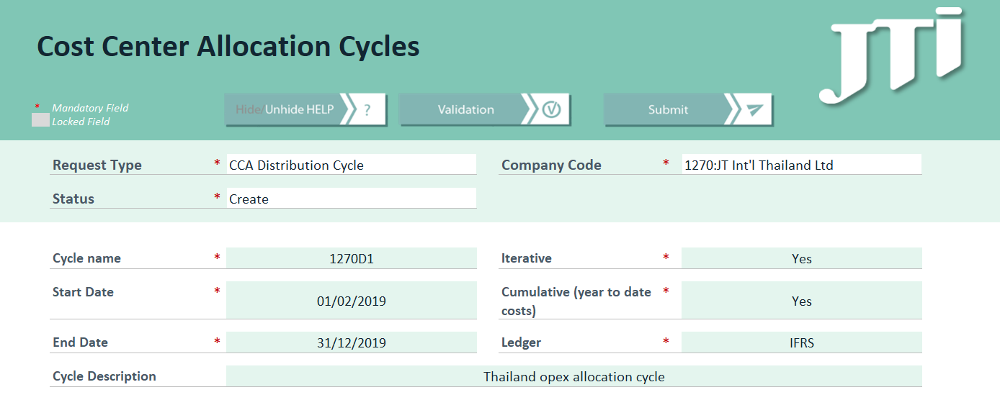 Cost Center Allocation Cycles
JTi
* Mandatory Field
Locked Field
Hide/Unhide HELP ?
Validation
Submit
Request Type * CCA Distribution Cycle
Company Code * 1270:JT Int'l Thailand Ltd
Status * Create
Cycle name * 1270D1
Iterative * Yes
Start Date * 01/02/2019
Cumulative (year to date * Yes
costs)
End Date * 31/12/2019
Ledger * IFRS
Cycle Description Thailand opex allocation cycle